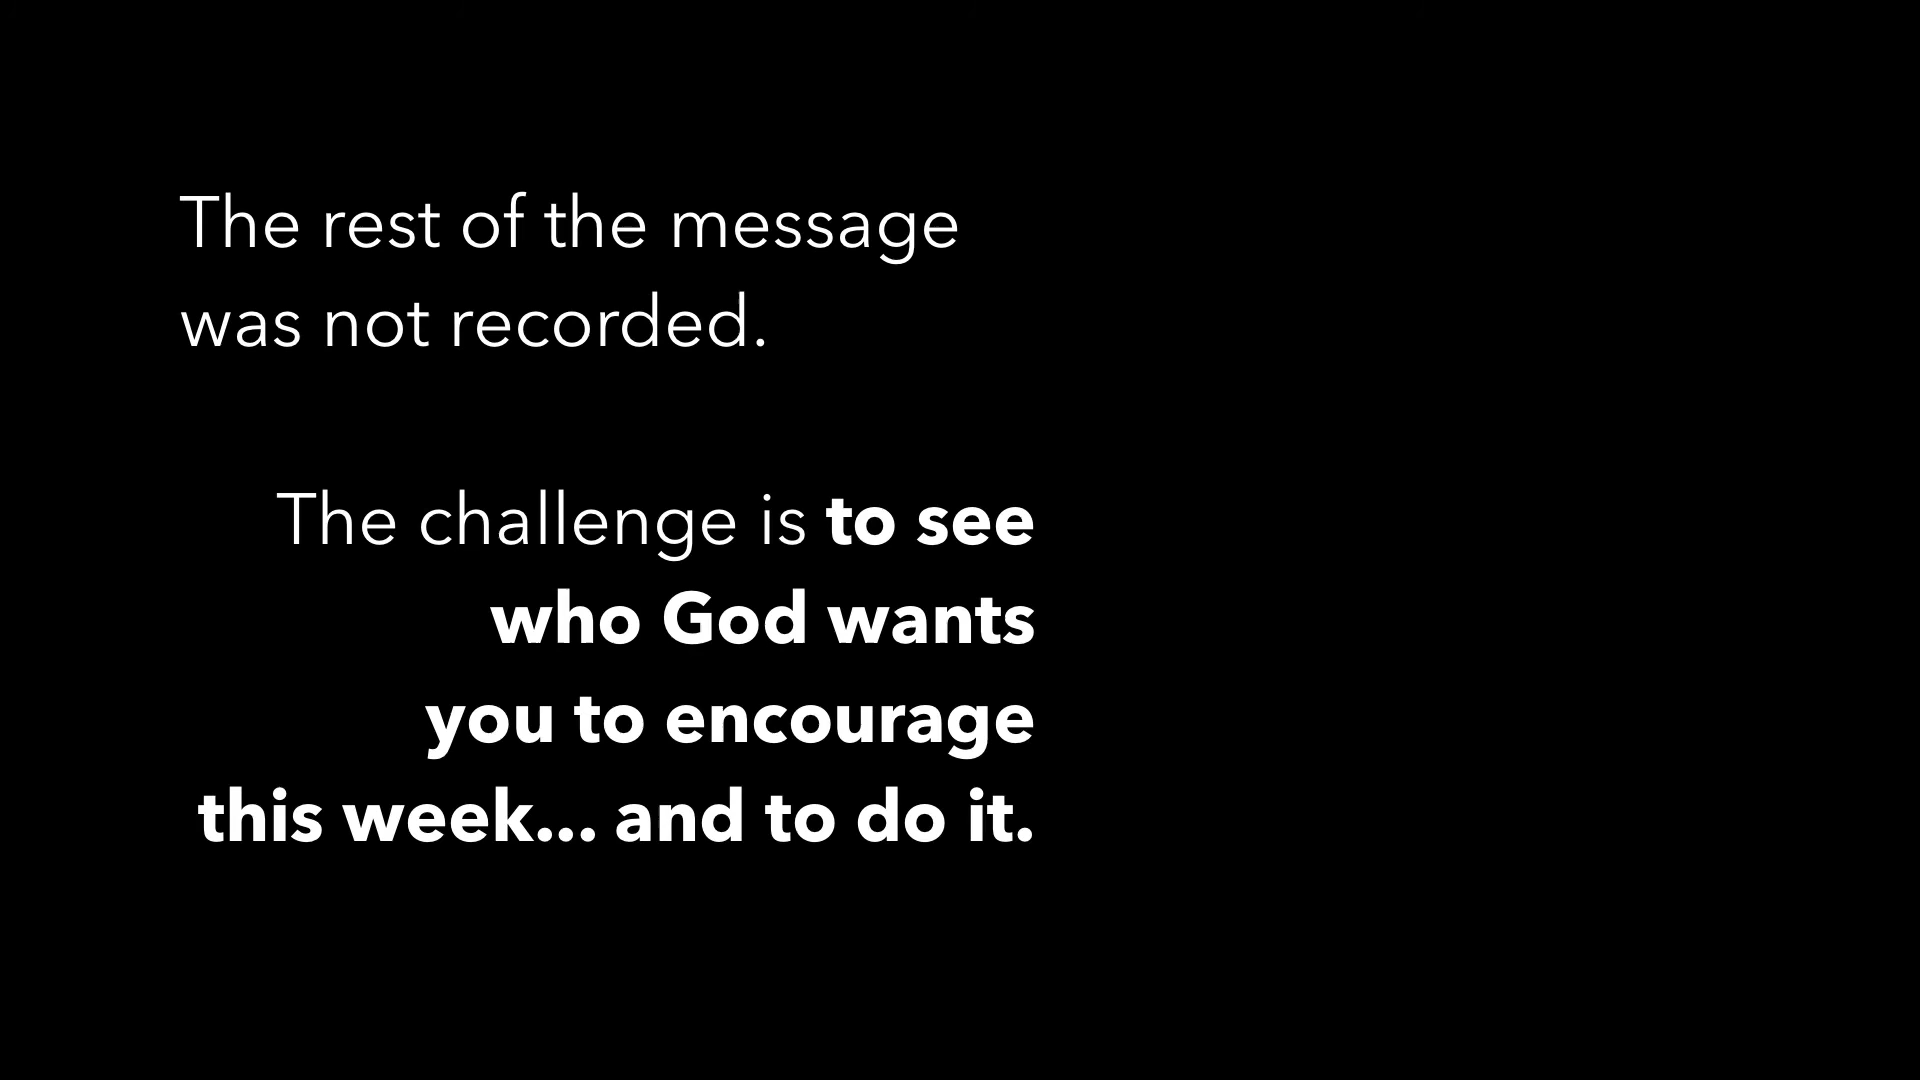 The rest of the message
was not recorded.
The challenge is to see
who God wants
you to encourage
this week... and to do it.